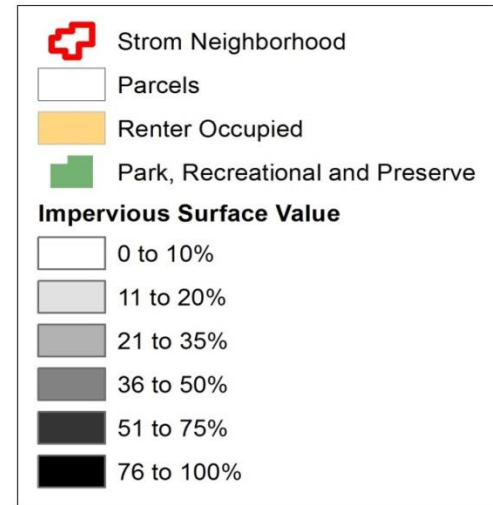 Strom Neighborhood
Parcels
Renter Occupied
Park, Recreational and Preserve
Impervious Surface Value
0 to 10%
11 to 20%
21 to 35%
36 to 50%
51 to 75%
76 to 100%